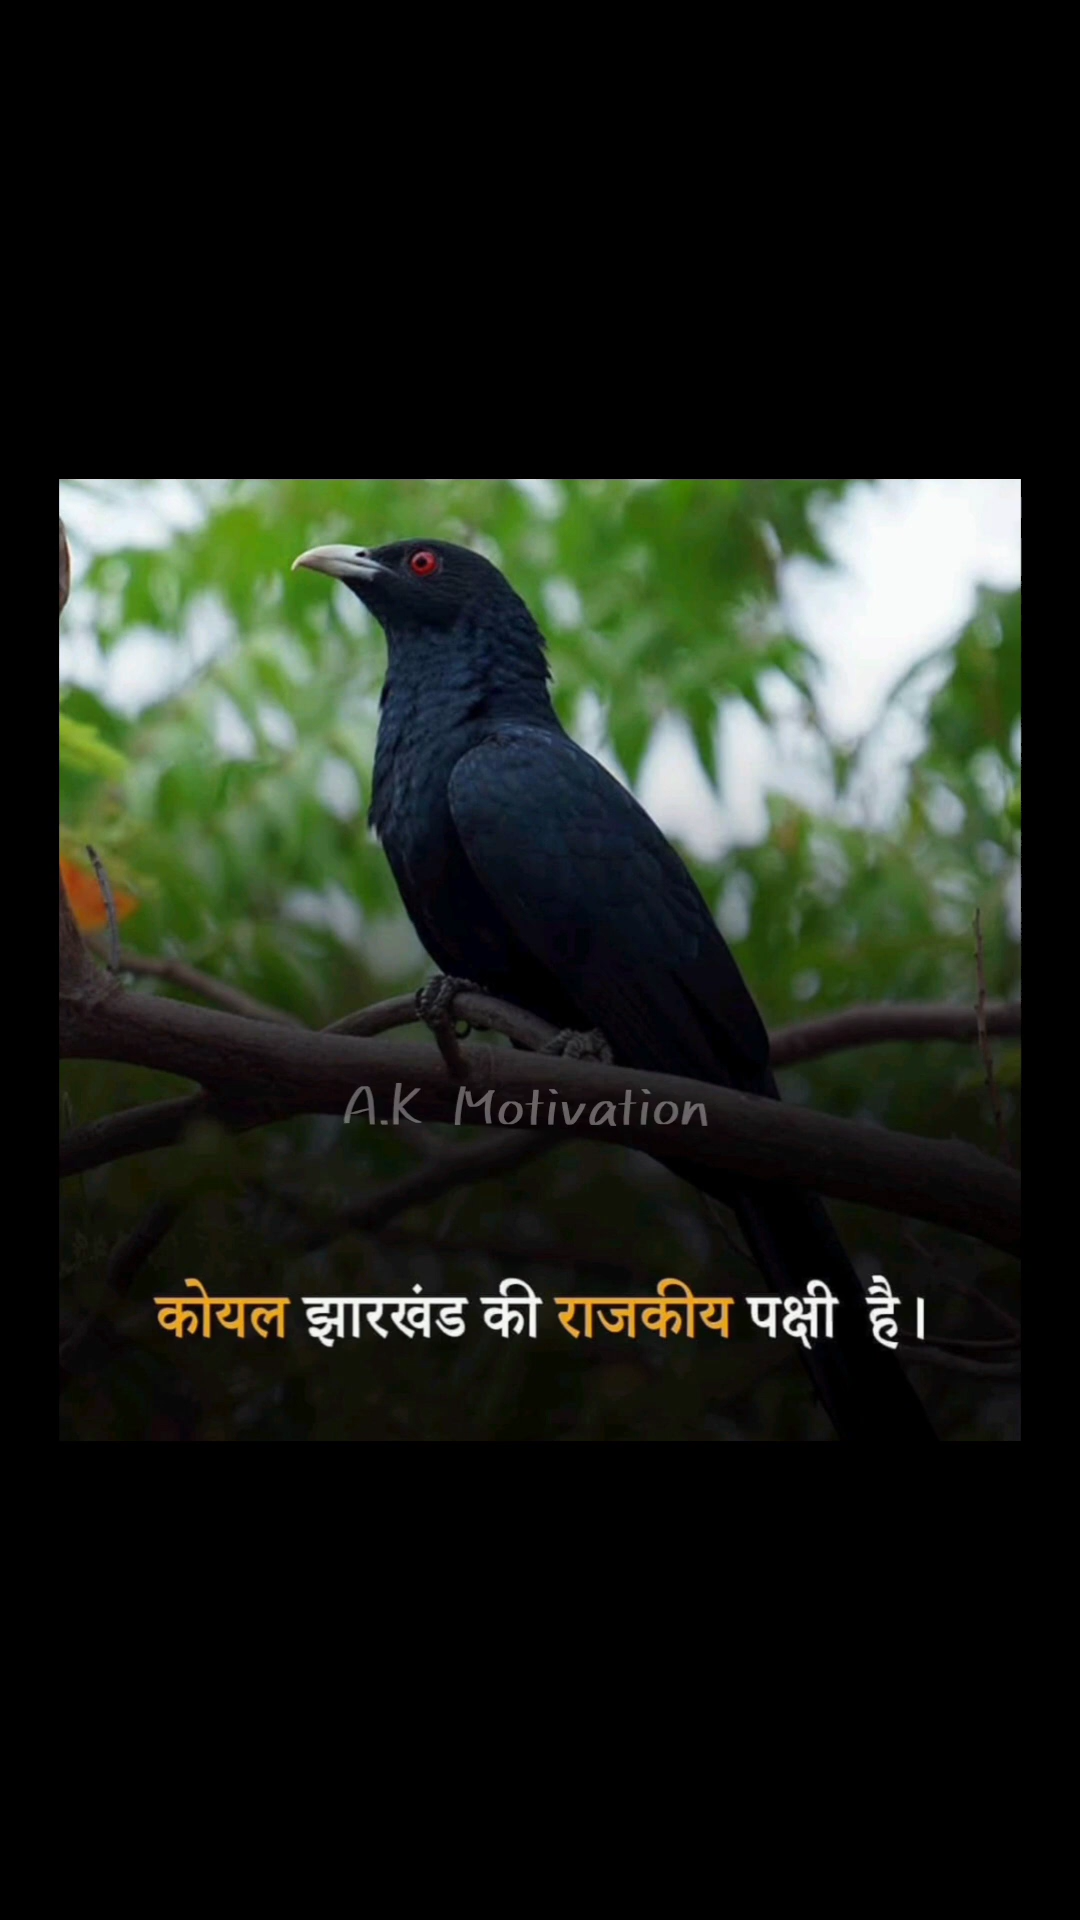 A.K Motivation
कोयल झारखंड की राजकीय पक्षी है।